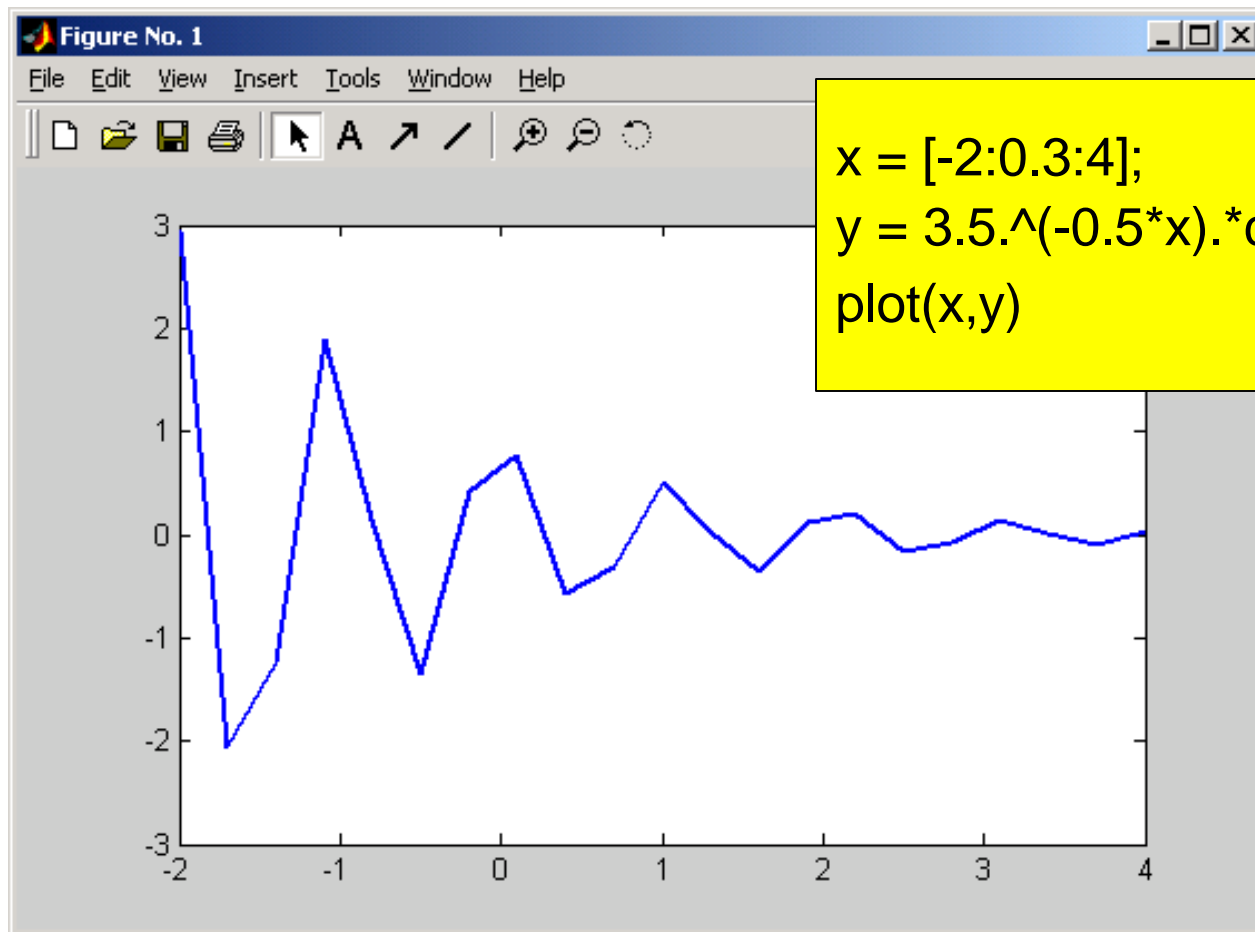 Figure No. 1
File Edit View Insert Tools Window Help
A
x = [-2:0.3:4];
y = 3.5.^(-0.5*x).*
plot(x,y)
3
2
1
0
-1
-2
-3
-2 -1 0 1 2 3 4